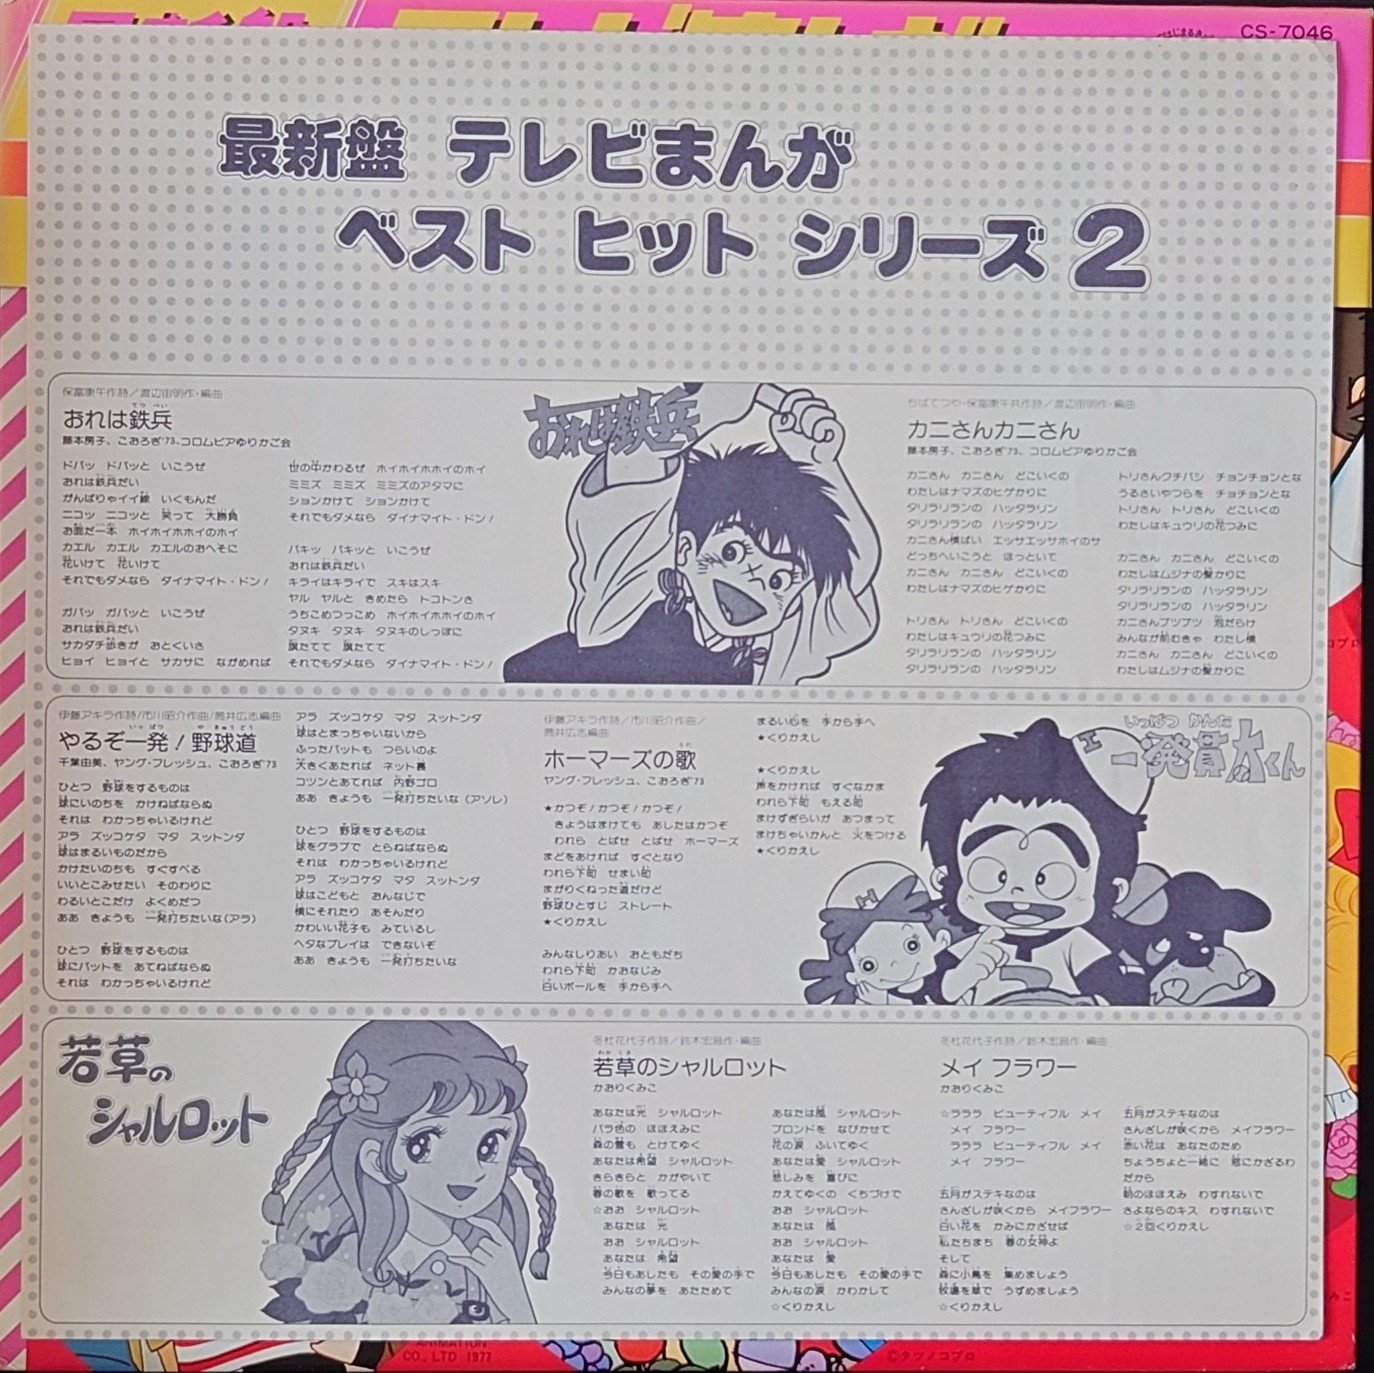 CS-7046
最新盤 テレビまんが
ベスト ヒット シリーズ 2
保富康午作詩／渡辺宙明作・編曲
おれは鉄兵
藤本房子、こおろぎ'73、コロムビアゆりかご会
ドバッ ドバッと いこうぜ
おれは鉄兵だい
がんばりゃイイ線 いくもんだ
ニコッ ニコッと 笑って 大勝負
お面だ一本 ホイホイホホイのホイ
カエル カエル カエルのおへそに
花いけて 花いけて
それでもダメなら ダイナマイト・ドン！
ガバッ ガバッと いこうぜ
おれは鉄兵だい
サカダチ歩きが おとくいさ
ヒョイ ヒョイと サカサに ながめれば
世の中かわるぜ ホイホイホホイのホイ
ミミズ ミミズ ミミズのアタマに
ションかけて ションかけて
それでもダメなら ダイナマイト・ドン！
バキッ バキッと いこうぜ
おれは鉄兵だい
キライはキライで スキはスキ
ヤル ヤルと きめたら トコトンさ
うちこめつっこめ ホイホイホホイのホイ
タヌキ タヌキ タヌキのしっぽに
旗たてて 旗たてて
それでもダメなら ダイナマイト・ドン！
おれは鉄兵
ちばてつや・保富康午共作詩／渡辺宙明作・編曲
カニさんカニさん
藤本房子、こおろぎ'73、コロムビアゆりかご会
カニさん カニさん どこいくの
わたしはナマズのヒゲかりに
タリラリランの ハッタラリン
タリラリランの ハッタラリン
カニさん横ばい エッサエッサホイのサ
どっちへいこうと ほっといて
カニさん カニさん どこいくの
わたしはナマズのヒゲかりに
トリさん トリさん どこいくの
わたしはキュウリの花つみに
タリラリランの ハッタラリン
タリラリランの ハッタラリン
トリさんクチバシ チョンチョンとな
うるさいやつらを チョチョンとな
トリさん トリさん どこいくの
わたしはキュウリの花つみに
カニさん カニさん どこいくの
わたしはムジナの髪かりに
タリラリランの ハッタラリン
タリラリランの ハッタラリン
カニさんブツブツ 泡だらけ
みんなが前むきゃ わたし横
カニさん カニさん どこいくの
わたしはムジナの髪かりに
伊藤アキラ作詩／市川昭介作曲／筒井広志編曲
やるぞ一発！野球道
千葉由美、ヤング・フレッシュ、こおろぎ'73
ひとつ 野球をするものは
球にいのちを かけねばならぬ
それは わかっちゃいるけれど
アラ ズッコケタ マタ スットンダ
球はまるいものだから
かけたいのちも すぐすべる
いいとこみせたい そのわりに
わるいとこだけ よくめだつ
ああ きょうも 一発打ちたいな（アラ）
ひとつ 野球をするものは
球にバットを あてねばならぬ
それは わかっちゃいるけれど
アラ ズッコケタ マタ スットンダ
球はとまっちゃいないから
ふったバットも つらいのよ
大きくあたれば ネット裏
コツンとあてれば 内野ゴロ
ああ きょうも 一発打ちたいな（アソレ）
ひとつ 野球をするものは
球をグラブで とらねばならぬ
それは わかっちゃいるけれど
アラ ズッコケタ マタ スットンダ
球はこどもと おんなじで
横にそれたり あそんだり
かわいい花子も みているし
ヘタなプレイは できないぞ
ああ きょうも 一発打ちたいな
伊藤アキラ作詩／市川昭介作曲／
筒井広志編曲
ホーマーズの歌
ヤング・フレッシュ、こおろぎ'73
★かつぞ！かつぞ！かつぞ！
きょうはまけても あしたはかつぞ
われら とばせ とばせ ホーマーズ
まどをあければ すぐとなり
われら下町 せまい町
まがりくねった道だけど
野球ひとすじ ストレート
★くりかえし
みんなしりあい おともだち
われら下町 かおなじみ
白いボールを 手から手へ
まるい心を 手から手へ
★くりかえし
★くりかえし
声をかければ すぐなかま
われら下町 もえる町
まけずぎらいが あつまって
まけちゃいかんと 火をつける
★くりかえし
いっぱつ かんた
一発貫太くん
H
若草の
シャルロット
冬杜花代子作詩／鈴木宏昌作・編曲
若草のシャルロット
かおりくみこ
あなたは光 シャルロット
バラ色の ほほえみに
森の雪も とけてゆく
あなたは希望 シャルロット
きらきらと かがやいて
春の歌を 歌ってる
☆おお シャルロット
あなたは 光
おお シャルロット
あなたは 希望
今日もあしたも その愛の手で
みんなの夢を あたためて
あなたは風 シャルロット
ブロンドを なびかせて
花の涙 ふいてゆく
あなたは愛 シャルロット
悲しみを 喜びに
かえてゆくの くちづけで
おお シャルロット
あなたは 風
おお シャルロット
あなたは 愛
今日もあしたも その愛の手で
みんなの涙 かわかして
☆くりかえし
冬杜花代子作詩／鈴木宏昌作・編曲
メイ フラワー
かおりくみこ
☆ラララ ビューティフル メイ
メイ フラワー
ラララ ビューティフル メイ
メイ フラワー
五月がステキなのは
さんざしが咲くから メイフラワー
白い花を かみにかざせば
私たちまち 春の女神よ
そして
森に小鳥を 集めましょう
牧場を草で うずめましょう
☆くりかえし
五月がステキなのは
さんざしが咲くから メイフラワー
赤い花は あなたのため
ちょうちょと一緒に 窓にかざるわ
だから
朝のほほえみ わすれないで
さよならのキス わすれないで
☆2回くりかえし
ANIMATION
CO., LTD 1977
©タツノコプロ